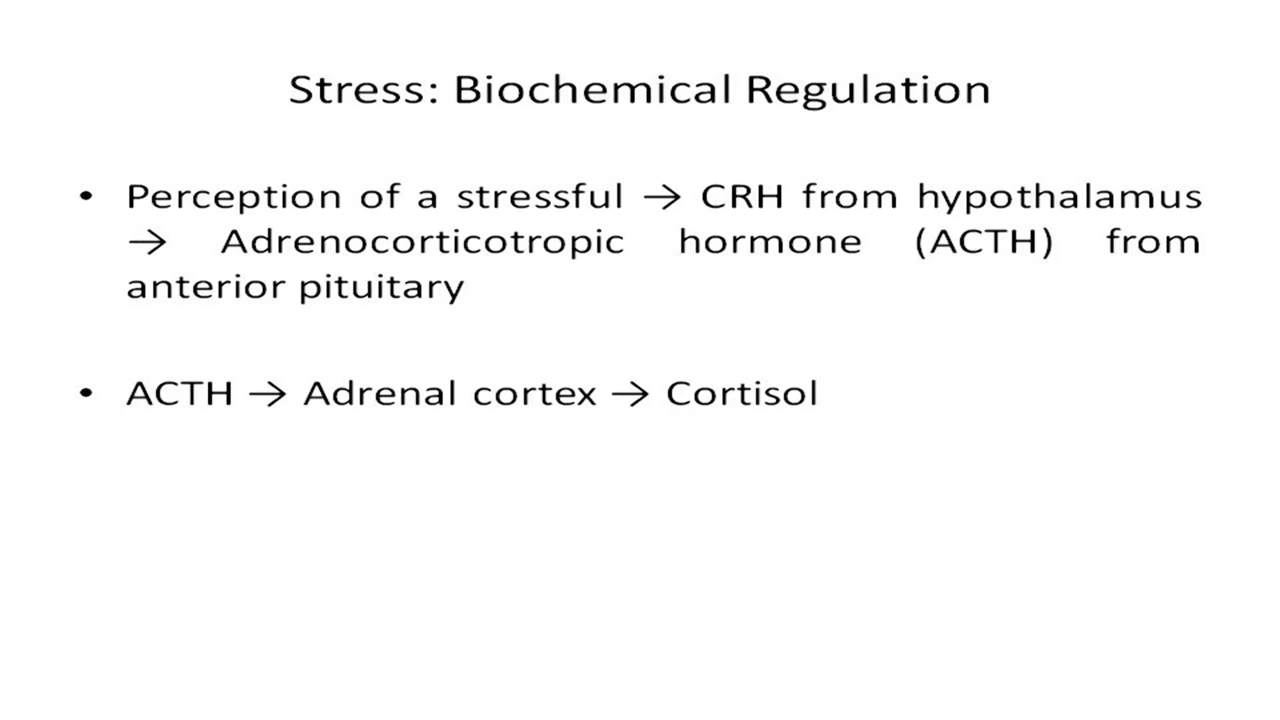 Stress: Biochemical Regulation
• Perception of a stressful → CRH from hypothalamus
→ Adrenocorticotropic hormone (ACTH) from
anterior pituitary
• ACTH → Adrenal cortex → Cortisol